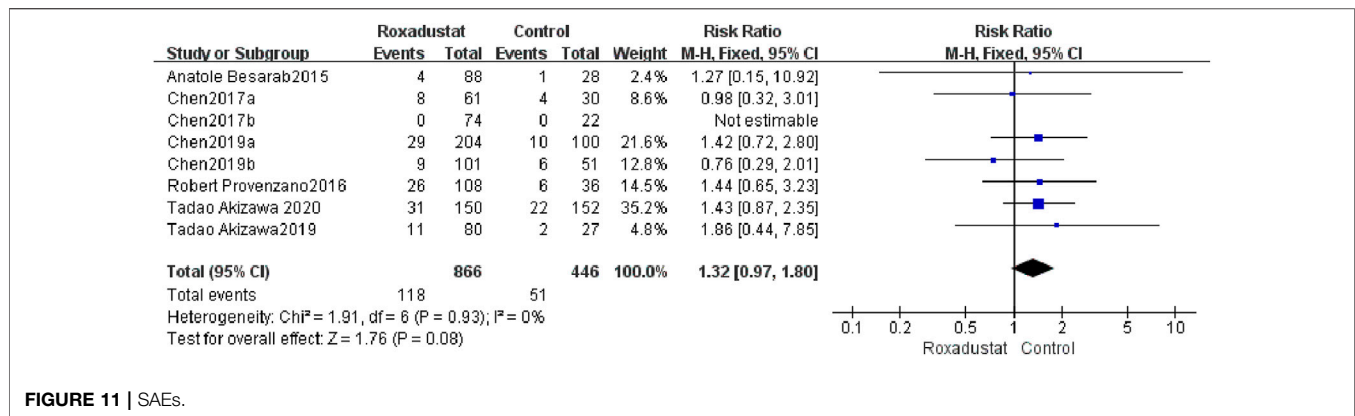 Roxadustat Control Risk Ratio Risk Ratio
Study or Subgroup Events Total Events Total Weight M-H, Fixed, 95% CI M-H, Fixed, 95% CI
Anatole Besarab2015 4 88 1 28 2.4% 1.27 [0.15, 10.92]
Chen2017a 8 61 4 30 8.6% 0.98 [0.32, 3.01]
Chen2017b 0 74 0 22 Not estimable
Chen2019a 29 204 10 100 21.6% 1.42 [0.72, 2.80]
Chen2019b 9 101 6 51 12.8% 0.76 [0.29, 2.01]
Robert Provenzano2016 26 108 6 36 14.5% 1.44 [0.65, 3.23]
Tadao Akizawa 2020 31 150 22 152 35.2% 1.43 [0.87, 2.35]
Tadao Akizawa2019 11 80 2 27 4.8% 1.86 [0.44, 7.85]
Total (95% CI) 866 446 100.0% 1.32 [0.97, 1.80]
Total events 118 51
Heterogeneity: Chi² = 1.91, df = 6 (P = 0.93); I² = 0%
Test for overall effect: Z = 1.76 (P = 0.08)
0.1 0.2 0.5 1 2 5 10
Roxadustat Control
FIGURE 11 | SAEs.